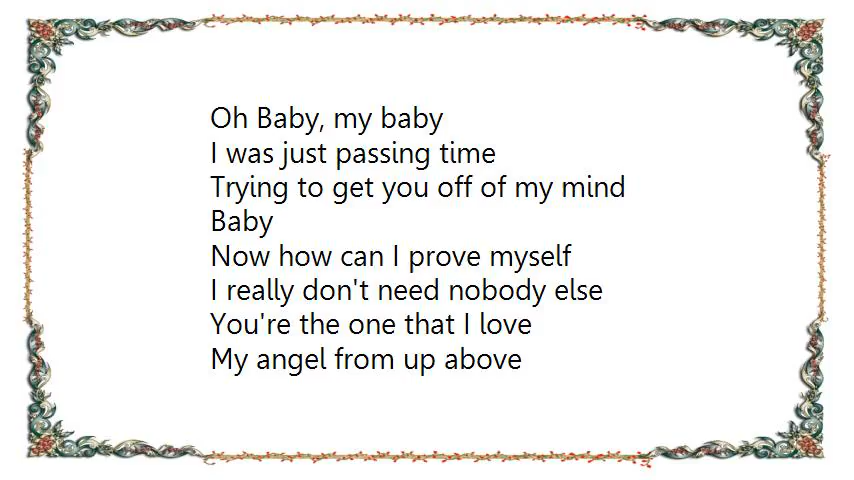 Oh Baby, my baby
I was just passing time
Trying to get you off of my mind
Baby
Now how can I prove myself
I really don't need nobody else
You're the one that I love
My angel from up above